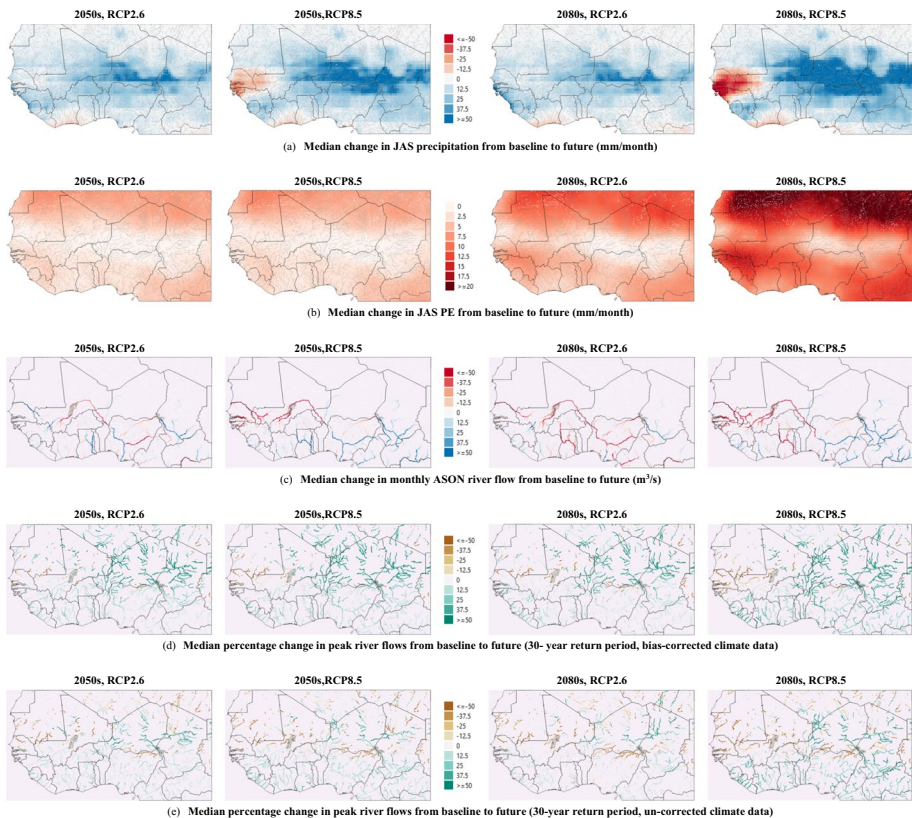 2050s, RCP2.6
2050s,RCP8.5
2080s, RCP2.6
2080s, RCP8.5
<=-50
-37.5
-25
-12.5
0
12.5
25
37.5
>=50
(a) Median change in JAS precipitation from baseline to future (mm/month)
2050s, RCP2.6
2050s,RCP8.5
2080s, RCP2.6
2080s, RCP8.5
0
2.5
5
7.5
10
12.5
15
17.5
>=20
(b) Median change in JAS PE from baseline to future (mm/month)
2050s, RCP2.6
2050s,RCP8.5
2080s, RCP2.6
2080s, RCP8.5
<=-50
-37.5
-25
-12.5
0
12.5
25
37.5
>=50
(c) Median change in monthly ASON river flow from baseline to future (m³/s)
2050s, RCP2.6
2050s,RCP8.5
2080s, RCP2.6
2080s, RCP8.5
<=-50
-37.5
-25
-12.5
0
12.5
25
37.5
>=50
(d) Median percentage change in peak river flows from baseline to future (30- year return period, bias-corrected climate data)
2050s, RCP2.6
2050s,RCP8.5
2080s, RCP2.6
2080s, RCP8.5
<=-50
-37.5
-25
-12.5
0
12.5
25
37.5
>=50
(e) Median percentage change in peak river flows from baseline to future (30-year return period, un-corrected climate data)